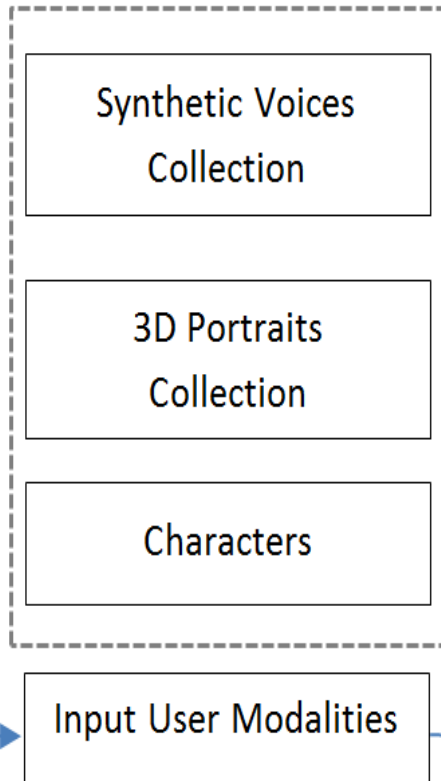 Synthetic Voices
Collection
3D Portraits
Collection
Characters
Input User Modalities